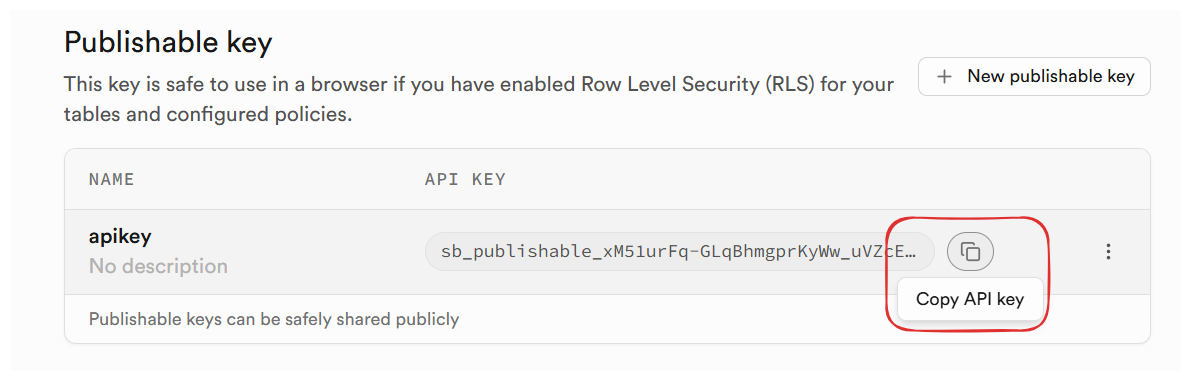 Publishable key
This key is safe to use in a browser if you have enabled Row Level Security (RLS) for your
tables and configured policies.
New publishable key
NAME
API KEY
apikey
No description
sb_publishable_xM51urFq-GLqBhmgprKyWw_uVZcE…
Copy API key
Publishable keys can be safely shared publicly